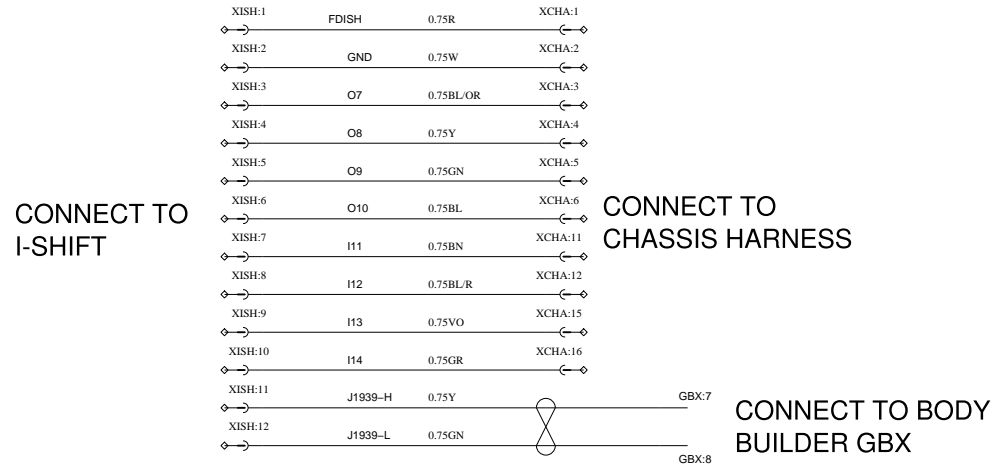 XISH:1 FDISH 0.75R XCHA:1
XISH:2 GND 0.75W XCHA:2
XISH:3 O7 0.75BL/OR XCHA:3
XISH:4 O8 0.75Y XCHA:4
XISH:5 O9 0.75GN XCHA:5
XISH:6 O10 0.75BL XCHA:6
XISH:7 I11 0.75BN XCHA:11
XISH:8 I12 0.75BL/R XCHA:12
XISH:9 I13 0.75VO XCHA:15
XISH:10 I14 0.75GR XCHA:16
XISH:11 J1939–H 0.75Y GBX:7
XISH:12 J1939–L 0.75GN GBX:8
CONNECT TO
I-SHIFT
CONNECT TO
CHASSIS HARNESS
CONNECT TO BODY
BUILDER GBX